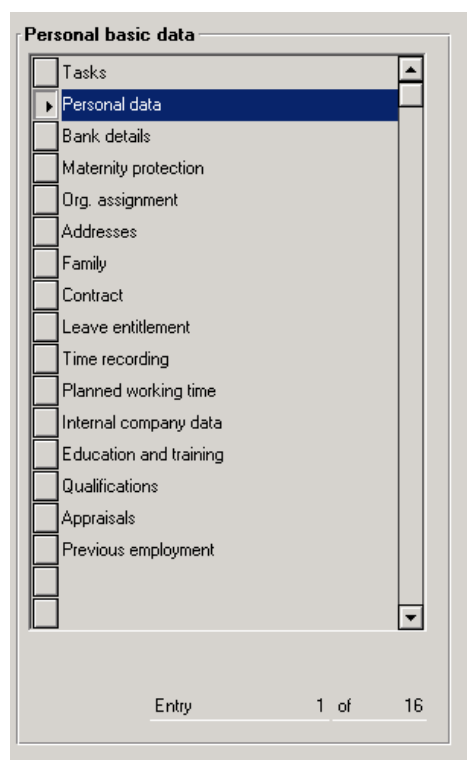 Personal basic data
Tasks
Personal data
Bank details
Maternity protection
Org. assignment
Addresses
Family
Contract
Leave entitlement
Time recording
Planned working time
Internal company data
Education and training
Qualifications
Appraisals
Previous employment
Entry 1 of 16